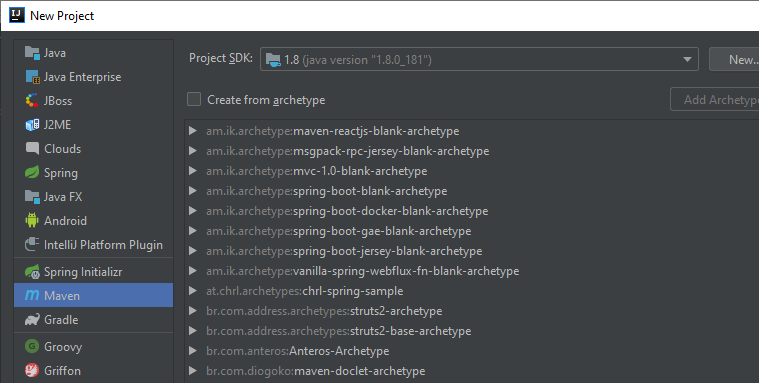 New Project
Java
Java Enterprise
JBoss
J2ME
Clouds
Spring
Java FX
Android
IntelliJ Platform Plugin
Spring Initializr
Maven
Gradle
Groovy
Griffon
Project SDK: 1.8 (java version "1.8.0_181") New...
Create from archetype Add Archetype
am.ik.archetype:maven-reactjs-blank-archetype
am.ik.archetype:msgpack-rpc-jersey-blank-archetype
am.ik.archetype:mvc-1.0-blank-archetype
am.ik.archetype:spring-boot-blank-archetype
am.ik.archetype:spring-boot-docker-blank-archetype
am.ik.archetype:spring-boot-gae-blank-archetype
am.ik.archetype:spring-boot-jersey-blank-archetype
am.ik.archetype:vanilla-spring-webflux-fn-blank-archetype
at.chrl.archetypes:chrl-spring-sample
br.com.address.archetypes:struts2-archetype
br.com.address.archetypes:struts2-base-archetype
br.com.anteros:Anteros-Archetype
br.com.diogoko:maven-doclet-archetype